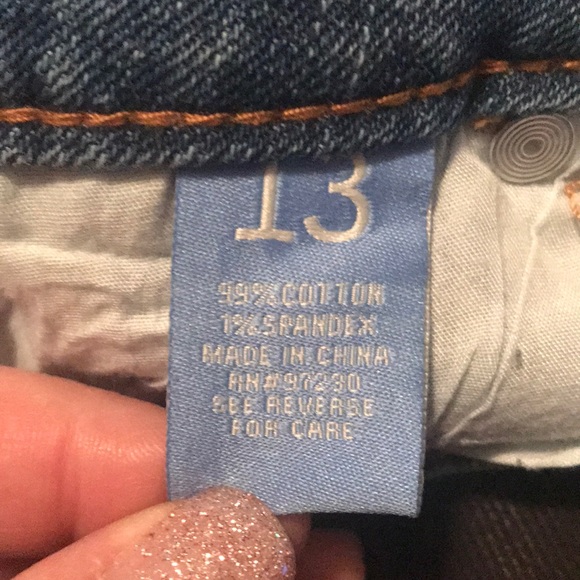 13
99% COTTON
1% SPANDEX
MADE IN CHINA
RN# 97230
SEE REVERSE
FOR CARE